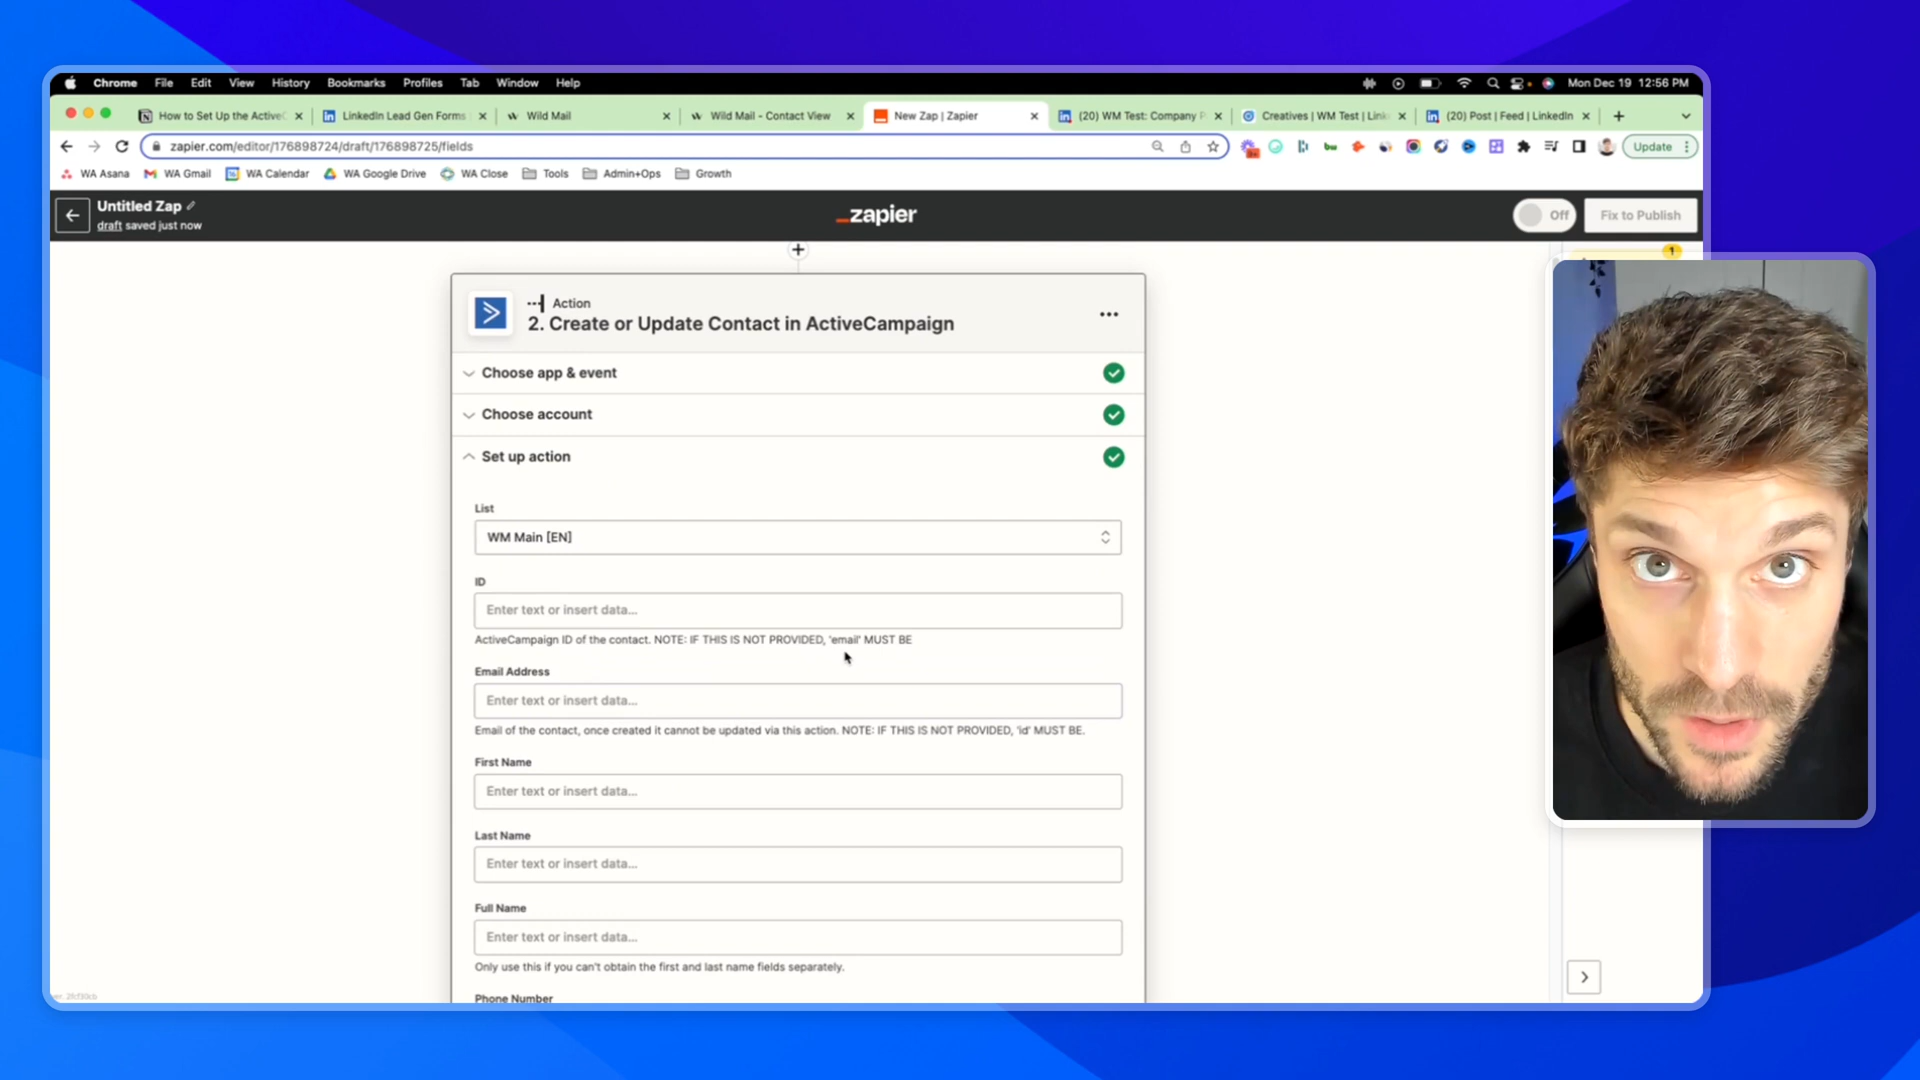 Chrome File Edit View History Bookmarks Profiles Tab Window Help Mon Dec 19 12:56 PM
How to Set Up the ActiveC LinkedIn Lead Gen Forms Wild Mail Wild Mail - Contact View New Zap | Zapier (20) WM Test: Company P Creatives | WM Test | Link (20) Post | Feed | LinkedIn
zapier.com/editor/176898724/draft/176898725/fields Update
WA Asana WA Gmail WA Calendar WA Google Drive WA Close Tools Admin+Ops Growth
Untitled Zap
draft saved just now
_zapier
Off Fix to Publish
1
Action
2. Create or Update Contact in ActiveCampaign
Choose app & event
Choose account
Set up action
List
WM Main [EN]
ID
Enter text or insert data...
ActiveCampaign ID of the contact. NOTE: IF THIS IS NOT PROVIDED, 'email' MUST BE
Email Address
Enter text or insert data...
Email of the contact, once created it cannot be updated via this action. NOTE: IF THIS IS NOT PROVIDED, 'id' MUST BE.
First Name
Enter text or insert data...
Last Name
Enter text or insert data...
Full Name
Enter text or insert data...
Only use this if you can't obtain the first and last name fields separately.
Phone Number